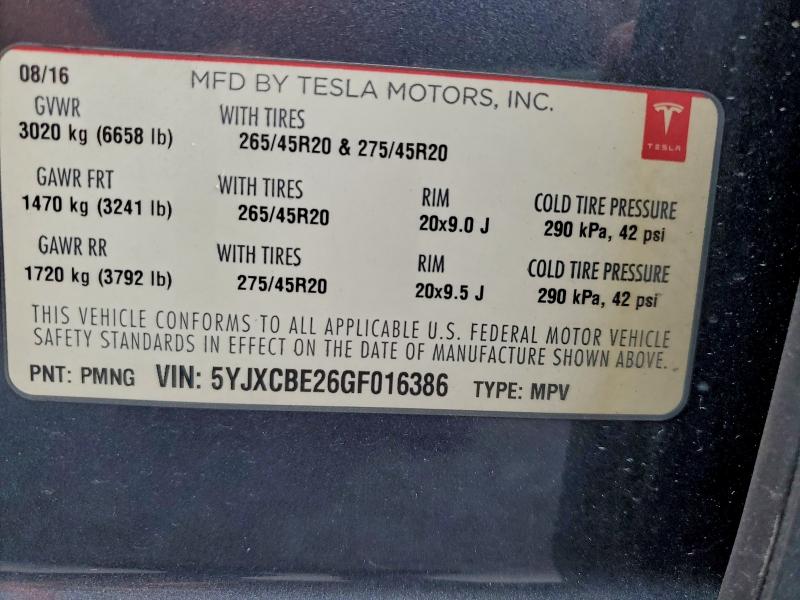 08/16 MFD BY TESLA MOTORS, INC.
TESLA
GVWR WITH TIRES
3020 kg (6658 lb) 265/45R20 & 275/45R20
GAWR FRT WITH TIRES RIM COLD TIRE PRESSURE
1470 kg (3241 lb) 265/45R20 20x9.0 J 290 kPa, 42 psi
GAWR RR WITH TIRES RIM COLD TIRE PRESSURE
1720 kg (3792 lb) 275/45R20 20x9.5 J 290 kPa, 42 psi
THIS VEHICLE CONFORMS TO ALL APPLICABLE U.S. FEDERAL MOTOR VEHICLE
SAFETY STANDARDS IN EFFECT ON THE DATE OF MANUFACTURE SHOWN ABOVE.
PNT: PMNG VIN: 5YJXCBE26GF016386 TYPE: MPV